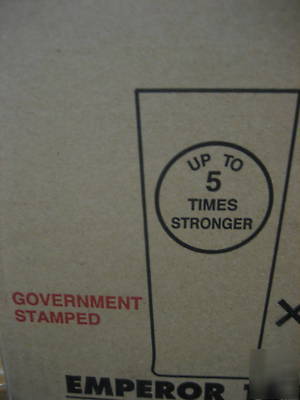 UP TO
5
TIMES
STRONGER
GOVERNMENT
STAMPED
EMPEROR